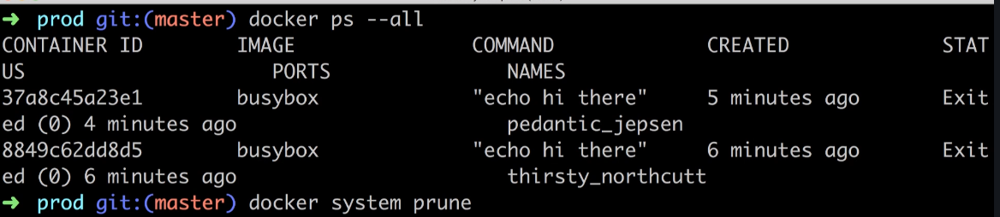 ➜ prod git:(master) docker ps --all
CONTAINER ID IMAGE COMMAND CREATED STAT
US PORTS NAMES
37a8c45a23e1 busybox "echo hi there" 5 minutes ago Exit
ed (0) 4 minutes ago pedantic_jepsen
8849c62dd8d5 busybox "echo hi there" 6 minutes ago Exit
ed (0) 6 minutes ago thirsty_northcutt
➜ prod git:(master) docker system prune